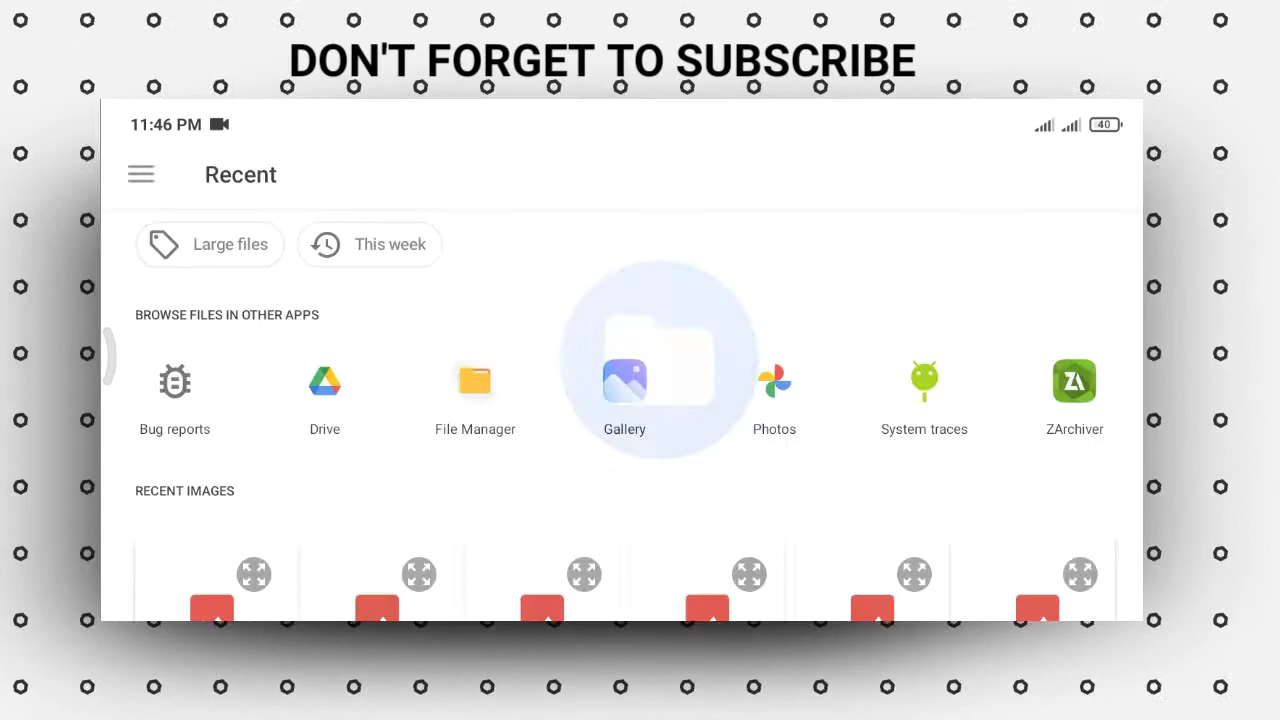 DON'T FORGET TO SUBSCRIBE
11:46 PM 40
Recent
Large files This week
BROWSE FILES IN OTHER APPS
Bug reports Drive File Manager Gallery Photos System traces ZArchiver
RECENT IMAGES